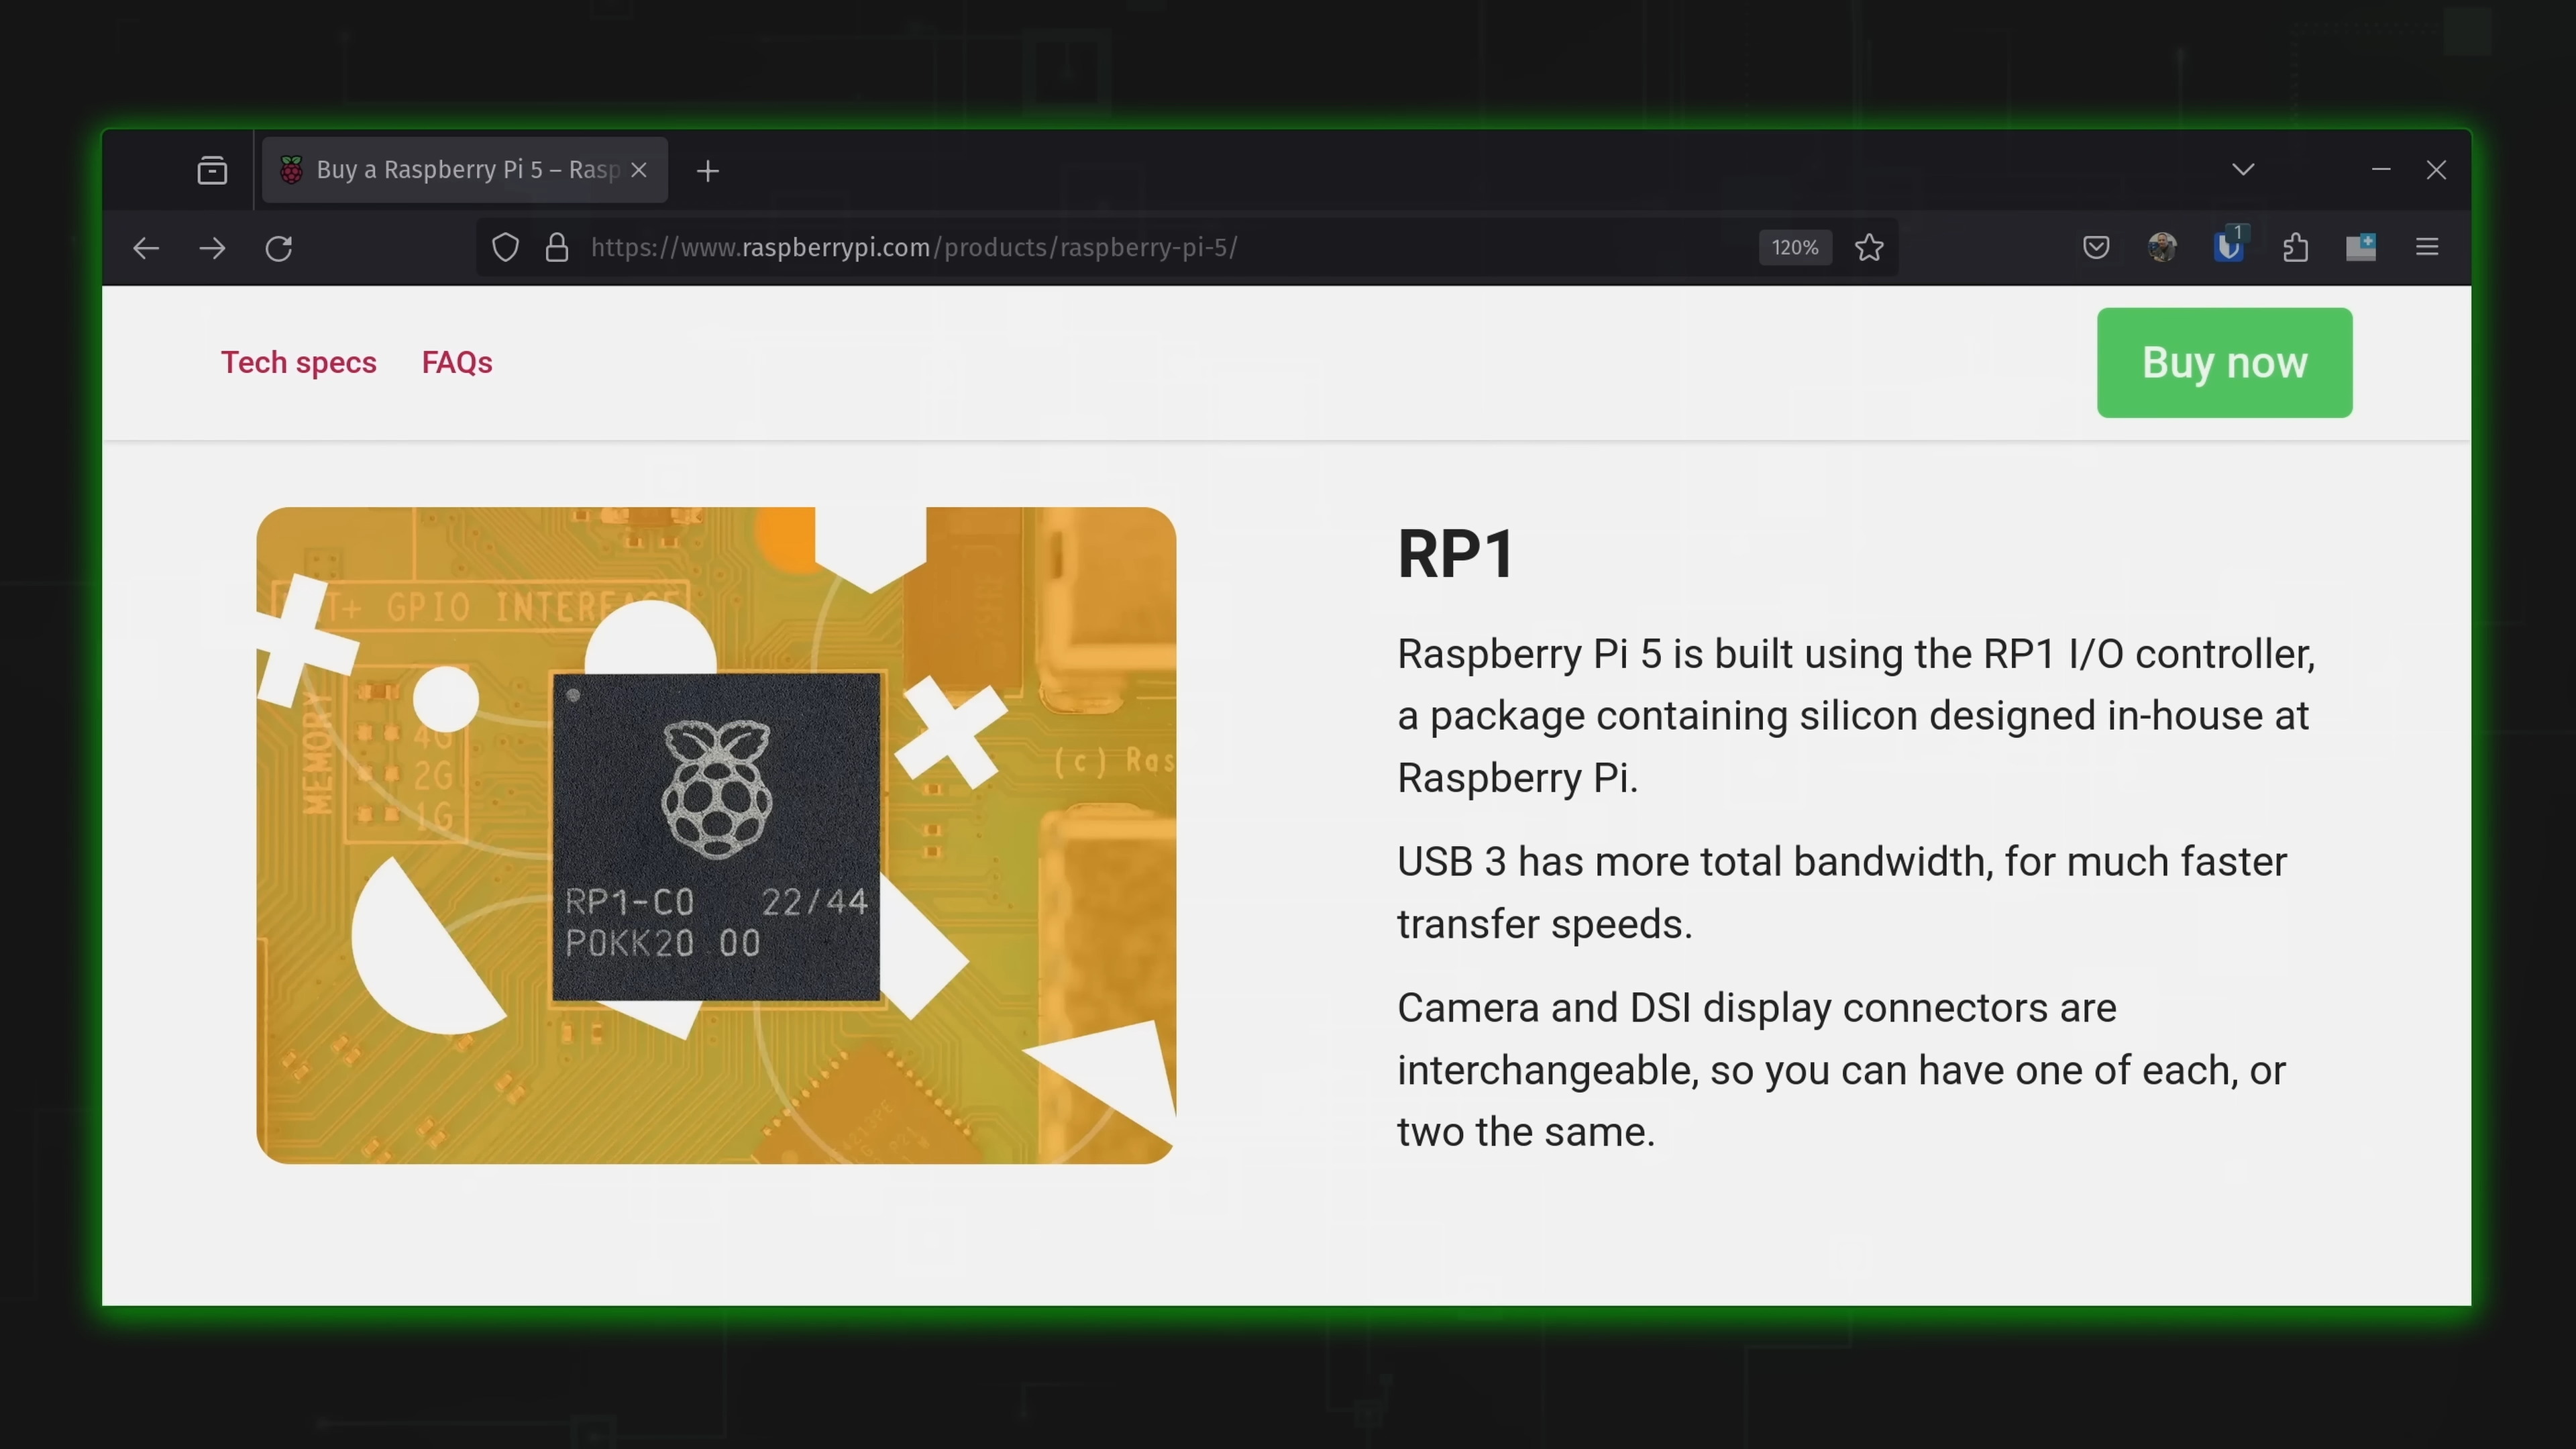 Buy a Raspberry Pi 5 – Rasp
https://www.raspberrypi.com/products/raspberry-pi-5/
120%
1
Tech specs
FAQs
Buy now
T+ GPIO INTERFACE
MEMORY
4G
2G
1G
(c) Ras
RP1-C0 22/44
P0KK20 00
RP1
Raspberry Pi 5 is built using the RP1 I/O controller,
a package containing silicon designed in-house at
Raspberry Pi.
USB 3 has more total bandwidth, for much faster
transfer speeds.
Camera and DSI display connectors are
interchangeable, so you can have one of each, or
two the same.